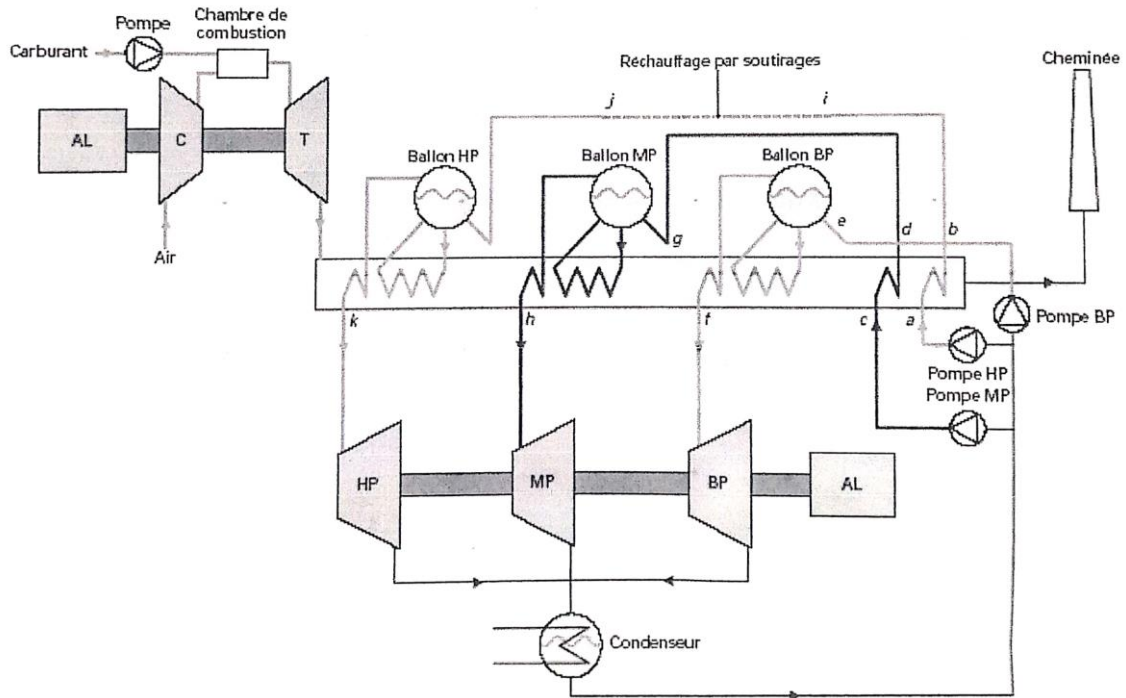 Pompe
Chambre de
combustion
Carburant
Réchauffage par soutirages
Cheminée
j
i
AL
C
T
Ballon HP
Ballon MP
Ballon BP
Air
g
e
d
b
k
h
f
c
a
Pompe BP
Pompe HP
Pompe MP
HP
MP
BP
AL
Condenseur